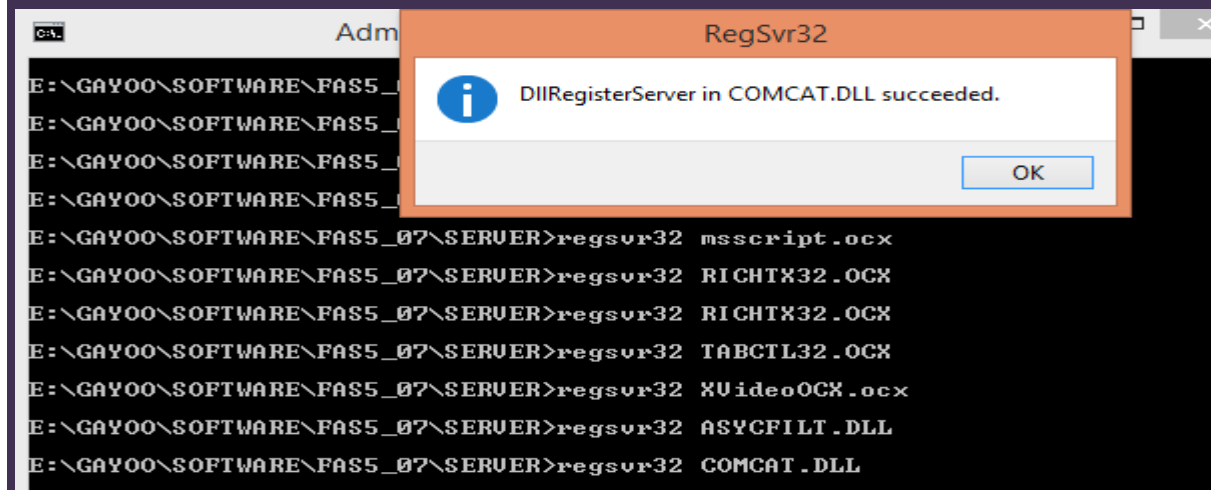 Adm
RegSvr32
DllRegisterServer in COMCAT.DLL succeeded.
OK
E:\GAYOO\SOFTWARE\FAS5_
E:\GAYOO\SOFTWARE\FAS5_
E:\GAYOO\SOFTWARE\FAS5_
E:\GAYOO\SOFTWARE\FAS5_
E:\GAYOO\SOFTWARE\FAS5_07\SERVER>regsvr32 msscript.ocx
E:\GAYOO\SOFTWARE\FAS5_07\SERVER>regsvr32 RICHTX32.OCX
E:\GAYOO\SOFTWARE\FAS5_07\SERVER>regsvr32 RICHTX32.OCX
E:\GAYOO\SOFTWARE\FAS5_07\SERVER>regsvr32 TABCTL32.OCX
E:\GAYOO\SOFTWARE\FAS5_07\SERVER>regsvr32 XVideoOCX.ocx
E:\GAYOO\SOFTWARE\FAS5_07\SERVER>regsvr32 ASYCFILT.DLL
E:\GAYOO\SOFTWARE\FAS5_07\SERVER>regsvr32 COMCAT.DLL